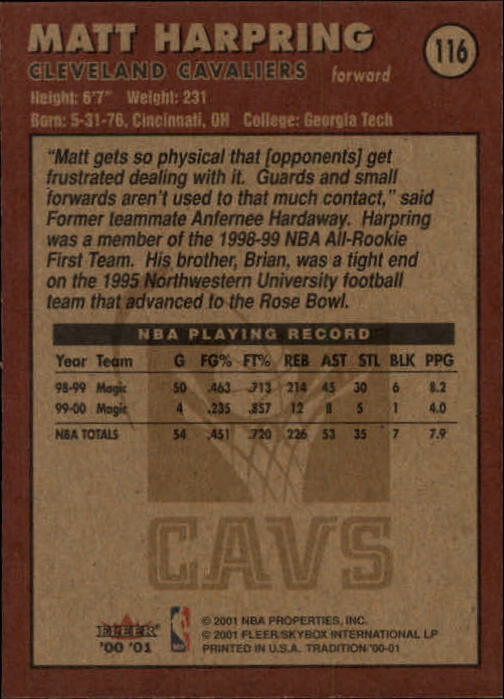 MATT HARPRING
116
CLEVELAND CAVALIERS forward
Height: 6'7" Weight: 231
Born: 5-31-76, Cincinnati, OH College: Georgia Tech
"Matt gets so physical that [opponents] get
frustrated dealing with it. Guards and small
forwards aren't used to that much contact," said
Former teammate Anfernee Hardaway. Harpring
was a member of the 1998-99 NBA All-Rookie
First Team. His brother, Brian, was a tight end
on the 1995 Northwestern University football
team that advanced to the Rose Bowl.
NBA PLAYING RECORD
Year Team G FG% FT% REB AST STL BLK PPG
98-99 Magic 50 .463 .713 214 45 30 6 8.2
99-00 Magic 4 .235 .857 12 8 5 1 4.0
NBA TOTALS 54 .451 .720 226 53 35 7 7.9
CAVS
FLEER
'00 '01
NBA
© 2001 NBA PROPERTIES, INC.
© 2001 FLEER/SKYBOX INTERNATIONAL LP
PRINTED IN U.S.A. TRADITION '00-01